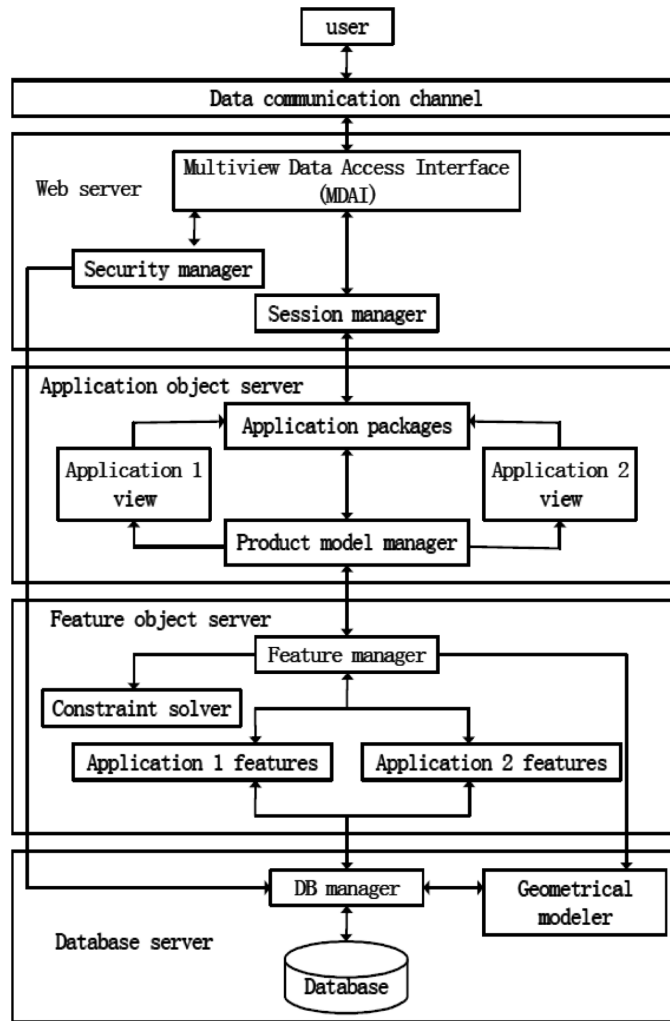 user
Data communication channel
Web server
Multiview Data Access Interface
(MDAI)
Security manager
Session manager
Application object server
Application packages
Application 1
view
Application 2
view
Product model manager
Feature object server
Feature manager
Constraint solver
Application 1 features
Application 2 features
DB manager
Geometrical
modeler
Database server
Database